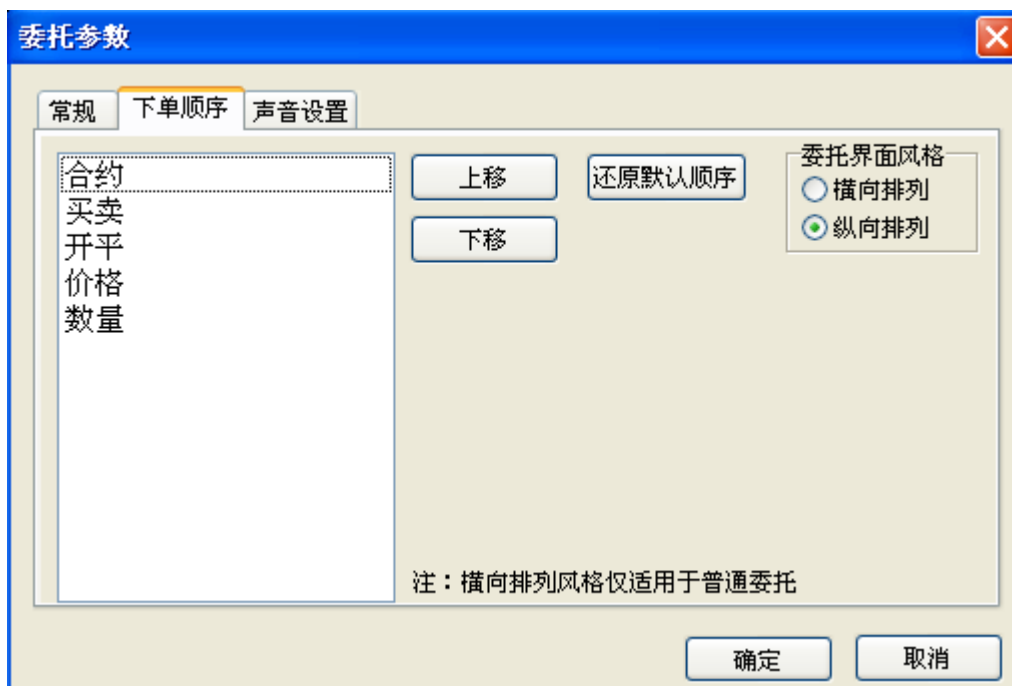 委托参数
常规 下单顺序 声音设置
合约
买卖
开平
价格
数量
上移
下移
还原默认顺序
委托界面风格
横向排列
纵向排列
注：横向排列风格仅适用于普通委托
确定 取消